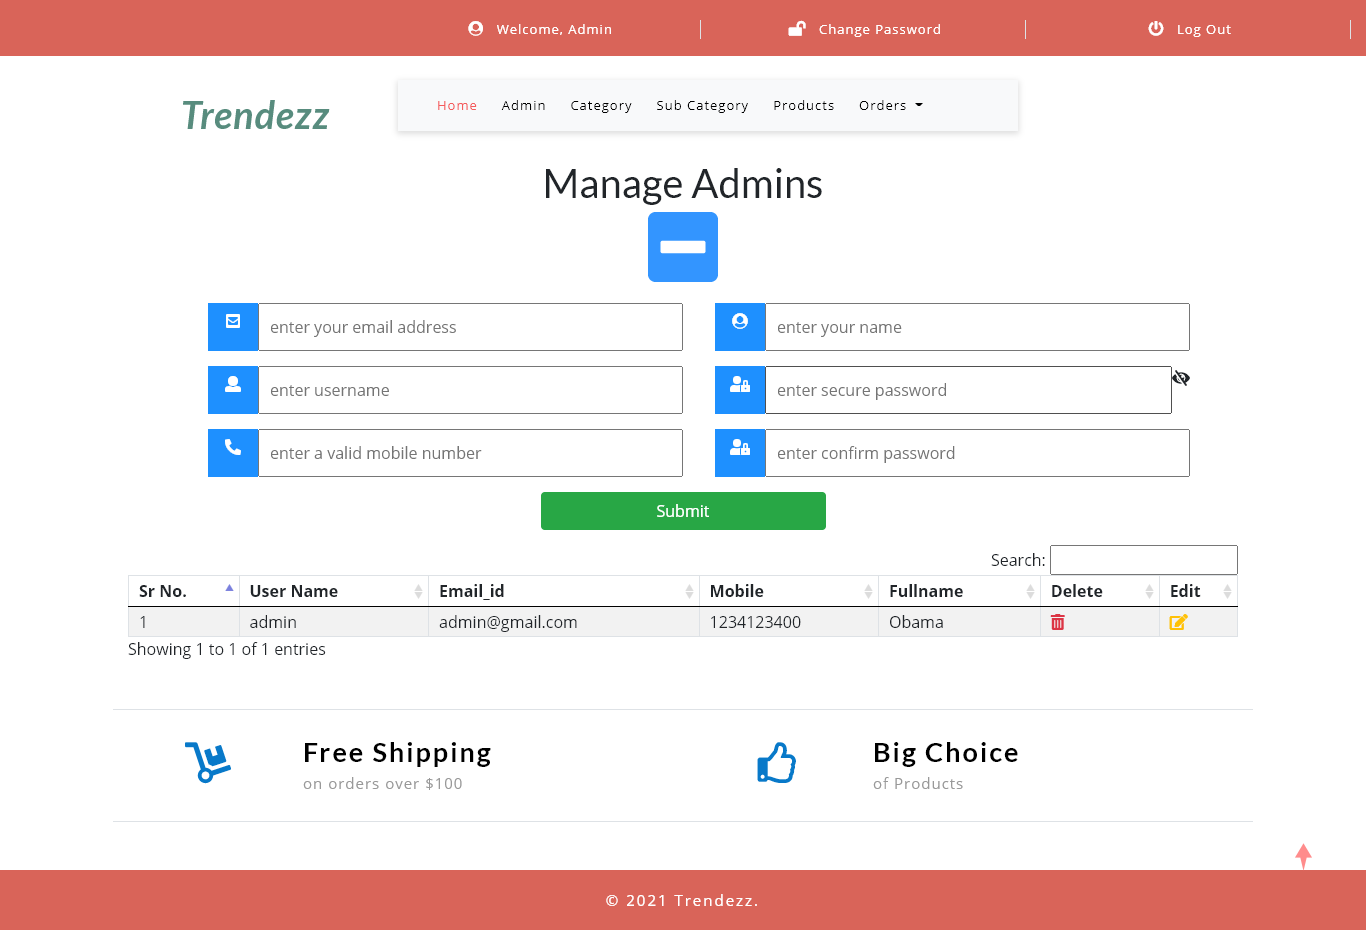 Welcome, Admin
Change Password
Log Out
Trendezz
Home Admin Category Sub Category Products Orders
Manage Admins
enter your email address
enter your name
enter username
enter secure password
enter a valid mobile number
enter confirm password
Submit
Search:
Sr No. User Name Email_id Mobile Fullname Delete Edit
1 admin admin@gmail.com 1234123400 Obama
Showing 1 to 1 of 1 entries
Free Shipping
on orders over $100
Big Choice
of Products
© 2021 Trendezz.